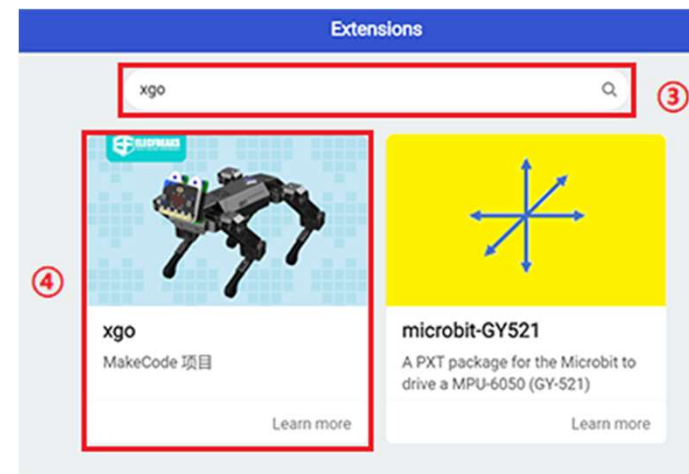 Extensions
xgo
③
ELECFREAKS
④
xgo
MakeCode 项目
Learn more
microbit-GY521
A PXT package for the Microbit to
drive a MPU-6050 (GY-521)
Learn more